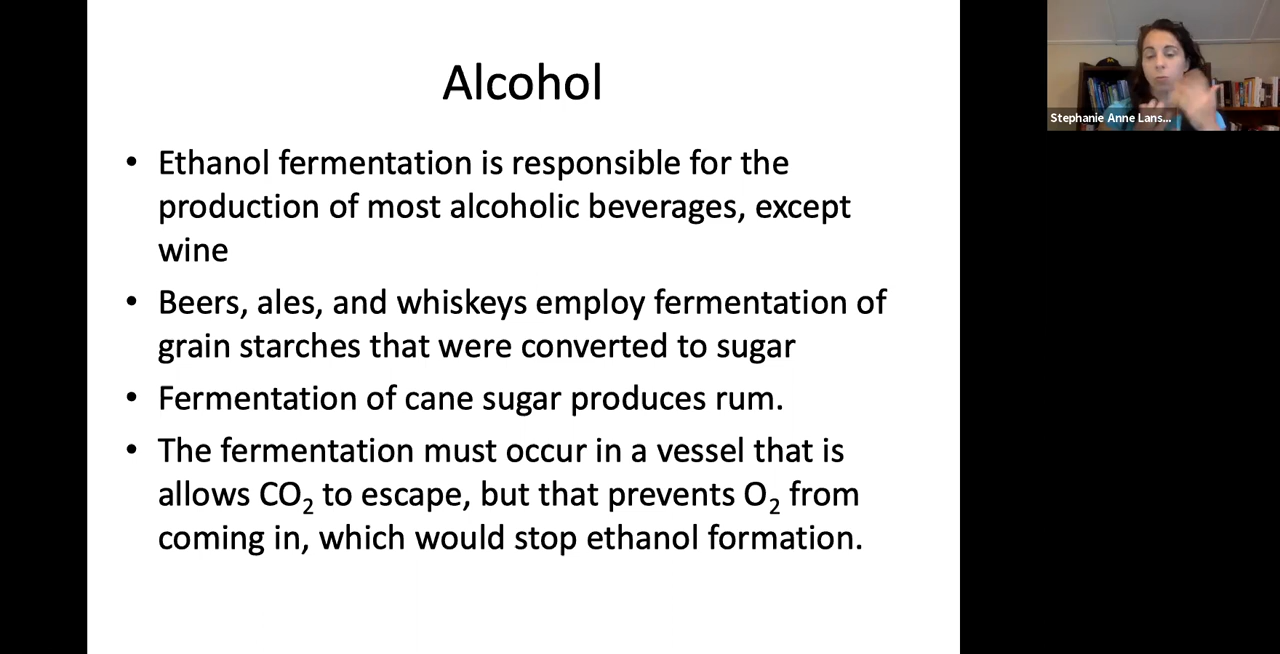 Alcohol
• Ethanol fermentation is responsible for the
production of most alcoholic beverages, except
wine
• Beers, ales, and whiskeys employ fermentation of
grain starches that were converted to sugar
• Fermentation of cane sugar produces rum.
• The fermentation must occur in a vessel that is
allows CO₂ to escape, but that prevents O₂ from
coming in, which would stop ethanol formation.
Stephanie Anne Lans...